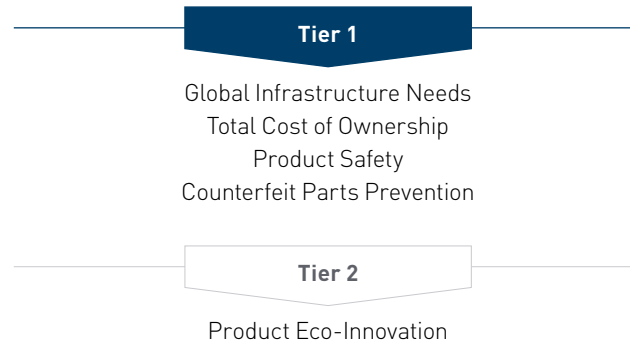 Tier 1
Global Infrastructure Needs
Total Cost of Ownership
Product Safety
Counterfeit Parts Prevention
Tier 2
Product Eco-Innovation